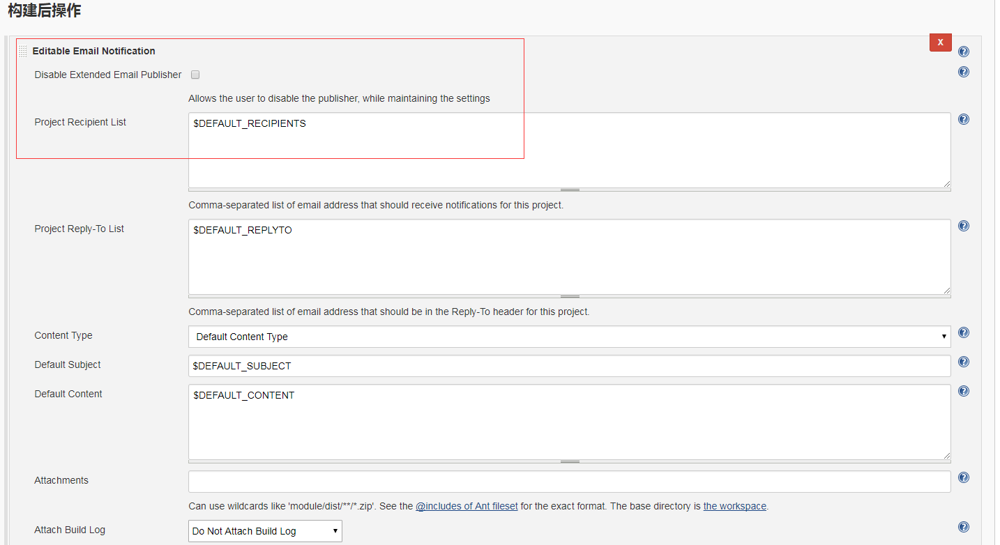 构建后操作
Editable Email Notification
X
Disable Extended Email Publisher
Allows the user to disable the publisher, while maintaining the settings
Project Recipient List
$DEFAULT_RECIPIENTS
Comma-separated list of email address that should receive notifications for this project.
Project Reply-To List
$DEFAULT_REPLYTO
Comma-separated list of email address that should be in the Reply-To header for this project.
Content Type
Default Content Type
Default Subject
$DEFAULT_SUBJECT
Default Content
$DEFAULT_CONTENT
Attachments
Can use wildcards like 'module/dist/**/*.zip'. See the @includes of Ant fileset for the exact format. The base directory is the workspace.
Attach Build Log
Do Not Attach Build Log